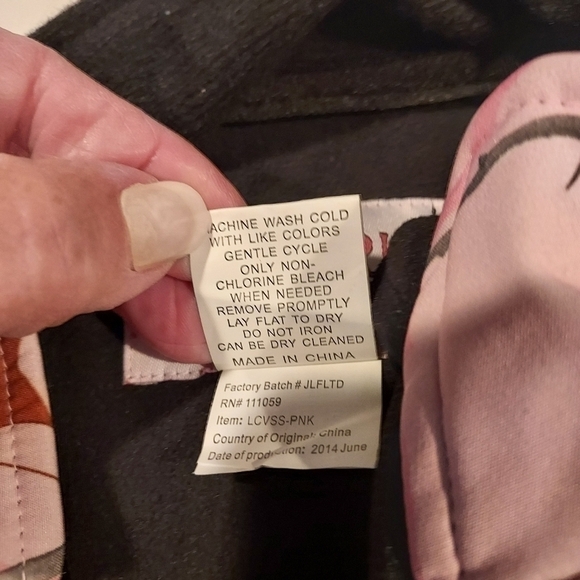 ACHINE WASH COLD
WITH LIKE COLORS
GENTLE CYCLE
ONLY NON-
CHLORINE BLEACH
WHEN NEEDED
REMOVE PROMPTLY
LAY FLAT TO DRY
DO NOT IRON
CAN BE DRY CLEANED
MADE IN CHINA
Factory Batch # JLFLTD
RN# 111059
Item: LCVSS-PNK
Country of Original China
Date of production: 2014 June